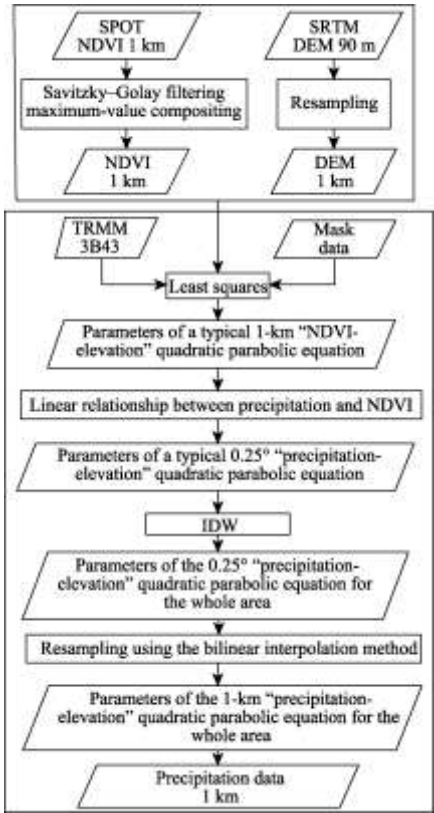 SPOT
NDVI 1 km
SRTM
DEM 90 m
Savitzky–Golay filtering
maximum-value compositing
Resampling
NDVI
1 km
DEM
1 km
TRMM
3B43
Mask
data
Least squares
Parameters of a typical 1-km “NDVI-
elevation” quadratic parabolic equation
Linear relationship between precipitation and NDVI
Parameters of a typical 0.25° “precipitation-
elevation” quadratic parabolic equation
IDW
Parameters of the 0.25° “precipitation-
elevation” quadratic parabolic equation for
the whole area
Resampling using the bilinear interpolation method
Parameters of the 1-km “precipitation-
elevation” quadratic parabolic equation for the
whole area
Precipitation data
1 km